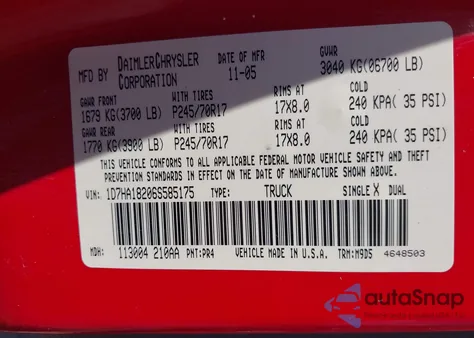 MFD BY DAIMLERCHRYSLER CORPORATION DATE OF MFR 11-05 GVWR 3040 KG(06700 LB)
GAWR FRONT WITH TIRES RIMS AT COLD
1679 KG(3700 LB) P245/70R17 17X8.0 240 KPA( 35 PSI)
GAWR REAR WITH TIRES RIMS AT COLD
1770 KG(3900 LB) P245/70R17 17X8.0 240 KPA( 35 PSI)
THIS VEHICLE CONFORMS TO ALL APPLICABLE FEDERAL MOTOR VEHICLE SAFETY AND THEFT
PREVENTION STANDARDS IN EFFECT ON THE DATE OF MANUFACTURE SHOWN ABOVE.
VIN: 1D7HA18206S585175 TYPE: TRUCK SINGLE X DUAL
MDH: 113004 210AA PNT:PR4 VEHICLE MADE IN U.S.A. TRM:M9D5 4648503
autoSnap